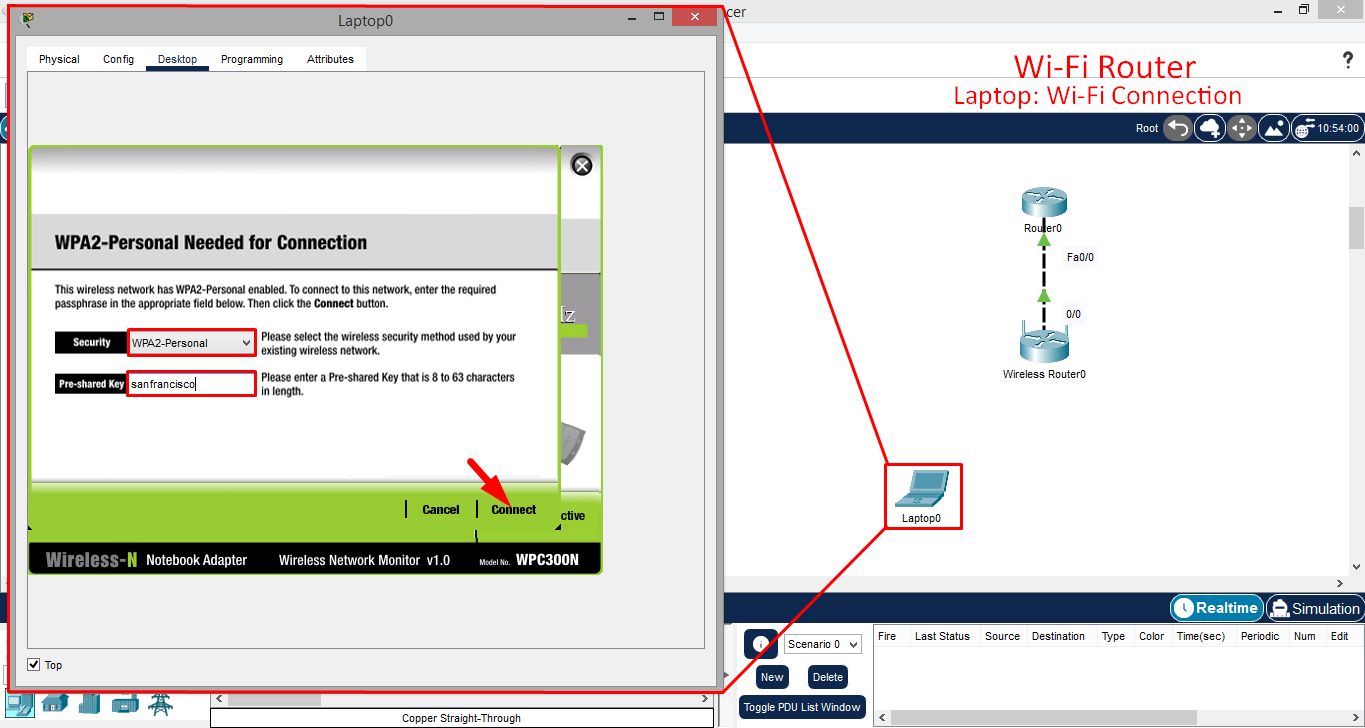 Laptop0
cer
Physical Config Desktop Programming Attributes
Wi-Fi Router
Laptop: Wi-Fi Connection
?
Root
10:54:00
WPA2-Personal Needed for Connection
This wireless network has WPA2-Personal enabled. To connect to this network, enter the required
passphrase in the appropriate field below. Then click the Connect button.
Security WPA2-Personal Please select the wireless security method used by your
existing wireless network.
Pre-shared Key sanfrancisco Please enter a Pre-shared Key that is 8 to 63 characters
in length.
Cancel Connect
ctive
Wireless-N Notebook Adapter Wireless Network Monitor v1.0 Model No. WPC300N
Top
Router0
Fa0/0
0/0
Wireless Router0
Laptop0
Realtime Simulation
Scenario 0
New Delete
Toggle PDU List Window
Fire Last Status Source Destination Type Color Time(sec) Periodic Num Edit
Copper Straight-Through